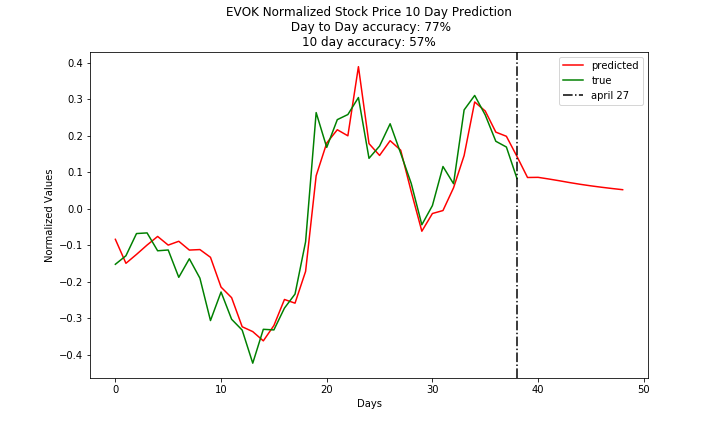 EVOK Normalized Stock Price 10 Day Prediction
Day to Day accuracy: 77%
10 day accuracy: 57%
predicted
true
april 27
0.4
0.3
0.2
0.1
0.0
−0.1
−0.2
−0.3
−0.4
Normalized Values
0 10 20 30 40 50
Days